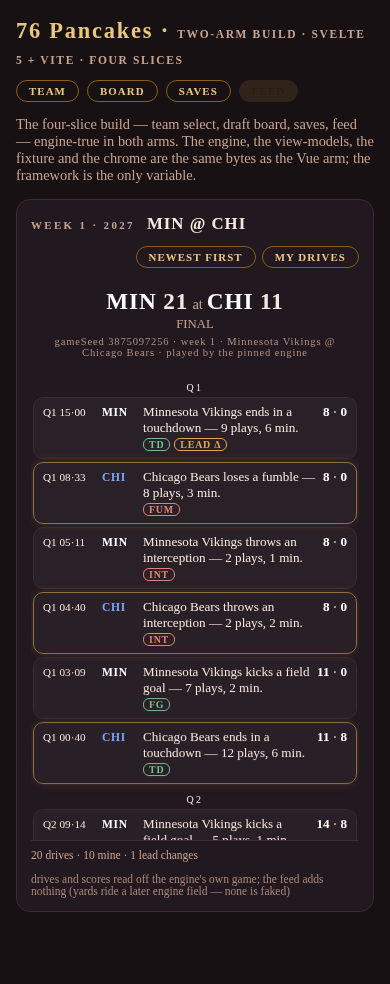 76 Pancakes · TWO-ARM BUILD · SVELTE
5 + VITE · FOUR SLICES
TEAM BOARD SAVES FEED
The four-slice build — team select, draft board, saves, feed
— engine-true in both arms. The engine, the view-models, the
fixture and the chrome are the same bytes as the Vue arm; the
framework is the only variable.
WEEK 1 · 2027 MIN @ CHI
NEWEST FIRST MY DRIVES
MIN 21 at CHI 11
FINAL
gameSeed 3875097256 · week 1 · Minnesota Vikings @
Chicago Bears · played by the pinned engine
Q1
Q1 15·00 MIN Minnesota Vikings ends in a 8 · 0
touchdown — 9 plays, 6 min.
TD LEAD Δ
Q1 08·33 CHI Chicago Bears loses a fumble — 8 · 0
8 plays, 3 min.
FUM
Q1 05·11 MIN Minnesota Vikings throws an 8 · 0
interception — 2 plays, 1 min.
INT
Q1 04·40 CHI Chicago Bears throws an 8 · 0
interception — 2 plays, 2 min.
INT
Q1 03·09 MIN Minnesota Vikings kicks a field 11 · 0
goal — 7 plays, 2 min.
FG
Q1 00·40 CHI Chicago Bears ends in a 11 · 8
touchdown — 12 plays, 6 min.
TD
Q2
Q2 09·14 MIN Minnesota Vikings kicks a 14 · 8
field goal — 5 plays, 1 min.
20 drives · 10 mine · 1 lead changes
drives and scores read off the engine's own game; the feed adds
nothing (yards ride a later engine field — none is faked)